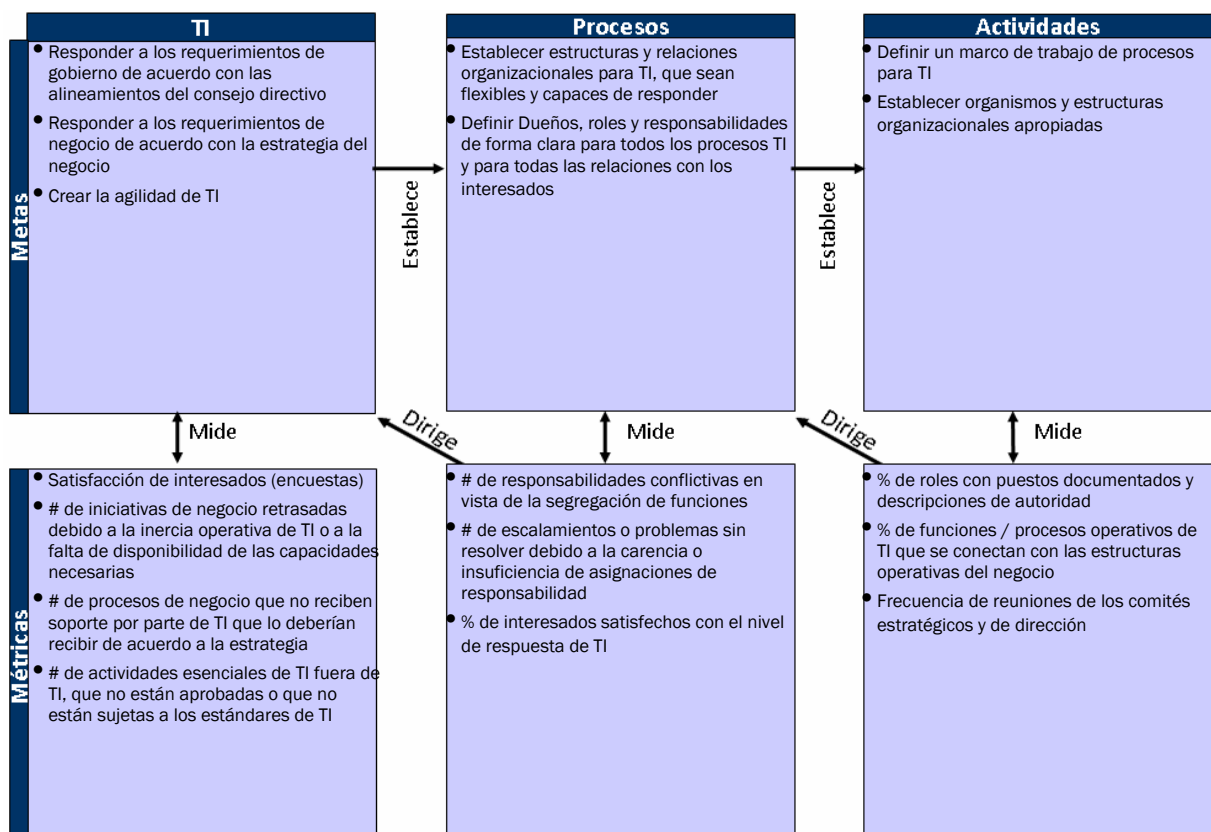 TI
Procesos
Actividades
Metas
• Responder a los requerimientos de
gobierno de acuerdo con las
alineamientos del consejo directivo
• Responder a los requerimientos de
negocio de acuerdo con la estrategia del
negocio
• Crear la agilidad de TI
Establece
• Establecer estructuras y relaciones
organizacionales para TI, que sean
flexibles y capaces de responder
• Definir Dueños, roles y responsabilidades
de forma clara para todos los procesos TI
y para todas las relaciones con los
interesados
Establece
• Definir un marco de trabajo de procesos
para TI
• Establecer organismos y estructuras
organizacionales apropiadas
Mide
Dirige
Mide
Dirige
Mide
Métricas
• Satisfacción de interesados (encuestas)
• # de iniciativas de negocio retrasadas
debido a la inercia operativa de TI o a la
falta de disponibilidad de las capacidades
necesarias
• # de procesos de negocio que no reciben
soporte por parte de TI que lo deberían
recibir de acuerdo a la estrategia
• # de actividades esenciales de TI fuera de
TI, que no están aprobadas o que no
están sujetas a los estándares de TI
• # de responsabilidades conflictivas en
vista de la segregación de funciones
• # de escalamientos o problemas sin
resolver debido a la carencia o
insuficiencia de asignaciones de
responsabilidad
• % de interesados satisfechos con el nivel
de respuesta de TI
• % de roles con puestos documentados y
descripciones de autoridad
• % de funciones / procesos operativos de
TI que se conectan con las estructuras
operativas del negocio
• Frecuencia de reuniones de los comités
estratégicos y de dirección